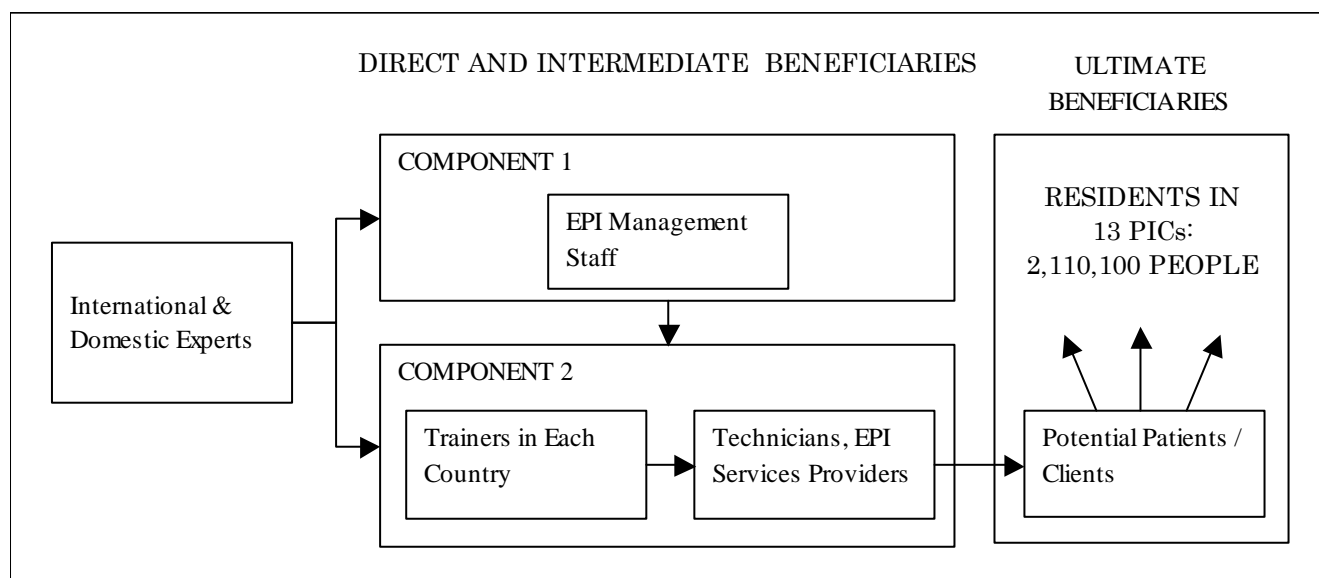 DIRECT AND INTERMEDIATE BENEFICIARIES
ULTIMATE
BENEFICIARIES
COMPONENT 1
EPI Management
Staff
RESIDENTS IN
13 PICs:
2,110,100 PEOPLE
International &
Domestic Experts
COMPONENT 2
Trainers in Each
Country
Technicians, EPI
Services Providers
Potential Patients /
Clients